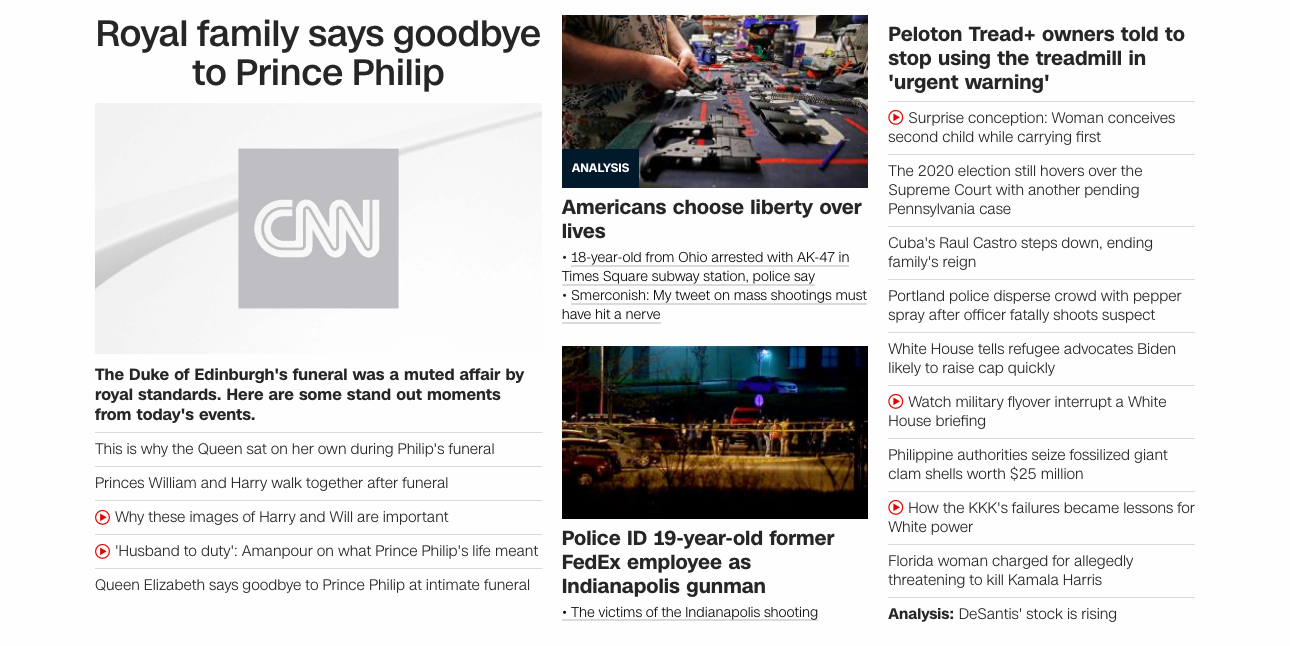 Royal family says goodbye
to Prince Philip
CNN
The Duke of Edinburgh's funeral was a muted affair by
royal standards. Here are some stand out moments
from today's events.
This is why the Queen sat on her own during Philip's funeral
Princes William and Harry walk together after funeral
Why these images of Harry and Will are important
'Husband to duty': Amanpour on what Prince Philip's life meant
Queen Elizabeth says goodbye to Prince Philip at intimate funeral
ANALYSIS
Americans choose liberty over
lives
• 18-year-old from Ohio arrested with AK-47 in
Times Square subway station, police say
• Smerconish: My tweet on mass shootings must
have hit a nerve
Police ID 19-year-old former
FedEx employee as
Indianapolis gunman
• The victims of the Indianapolis shooting
Peloton Tread+ owners told to
stop using the treadmill in
'urgent warning'
Surprise conception: Woman conceives
second child while carrying first
The 2020 election still hovers over the
Supreme Court with another pending
Pennsylvania case
Cuba's Raul Castro steps down, ending
family's reign
Portland police disperse crowd with pepper
spray after officer fatally shoots suspect
White House tells refugee advocates Biden
likely to raise cap quickly
Watch military flyover interrupt a White
House briefing
Philippine authorities seize fossilized giant
clam shells worth $25 million
How the KKK's failures became lessons for
White power
Florida woman charged for allegedly
threatening to kill Kamala Harris
Analysis: DeSantis' stock is rising